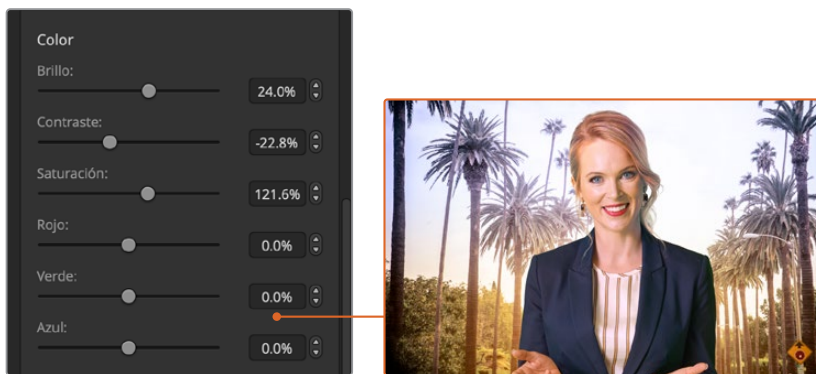 Color
Brillo:
24.0%
Contraste:
-22.8%
Saturación:
121.6%
Rojo:
0.0%
Verde:
0.0%
Azul:
0.0%